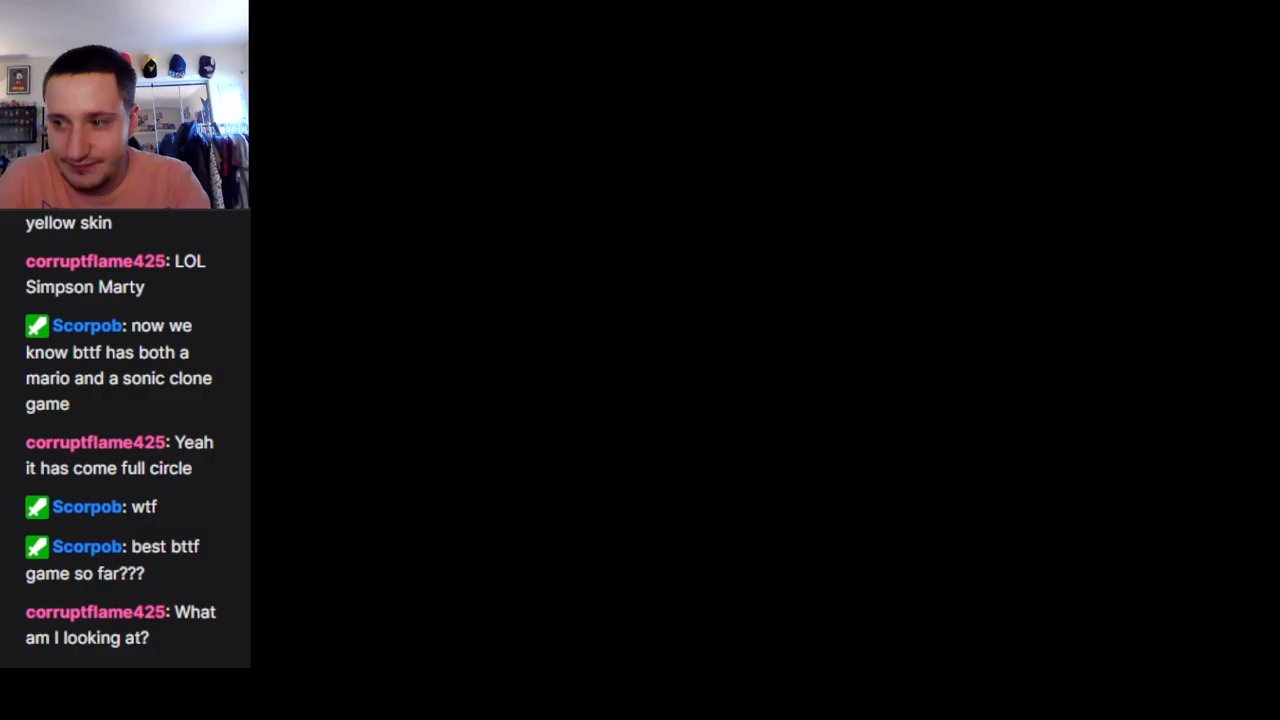 yellow skin
corruptflame425: LOL
Simpson Marty
Scorpob: now we
know bttf has both a
mario and a sonic clone
game
corruptflame425: Yeah
it has come full circle
Scorpob: wtf
Scorpob: best bttf
game so far???
corruptflame425: What
am I looking at?